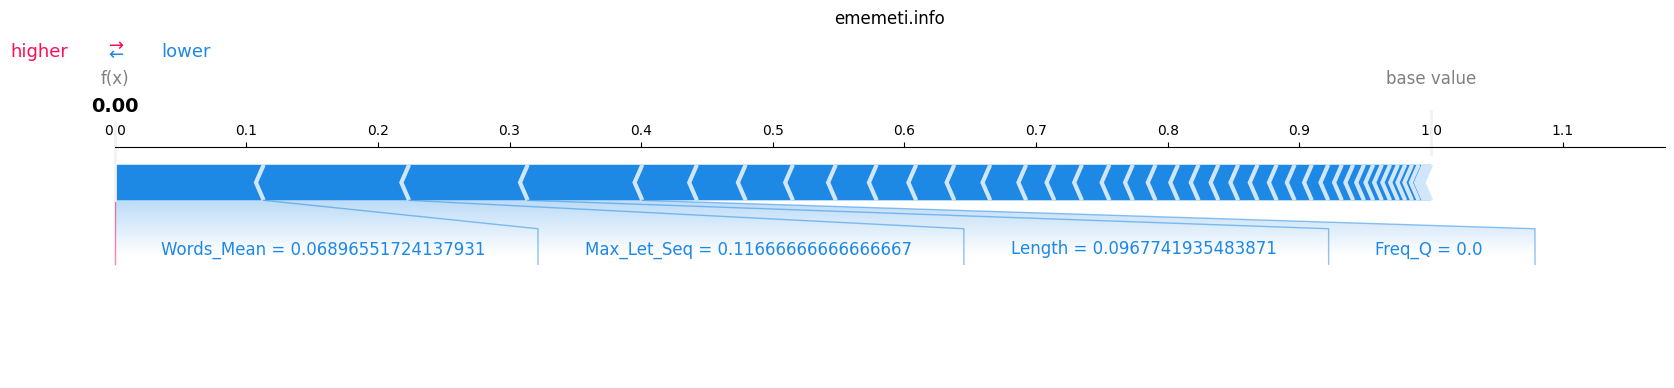 ememeti.info
higher → ← lower
f(x) base value
0.00
0 0 0.1 0.2 0.3 0.4 0.5 0.6 0.7 0.8 0.9 1 0 1.1
Words_Mean = 0.06896551724137931 Max_Let_Seq = 0.11666666666666667 Length = 0.0967741935483871 Freq_Q = 0.0